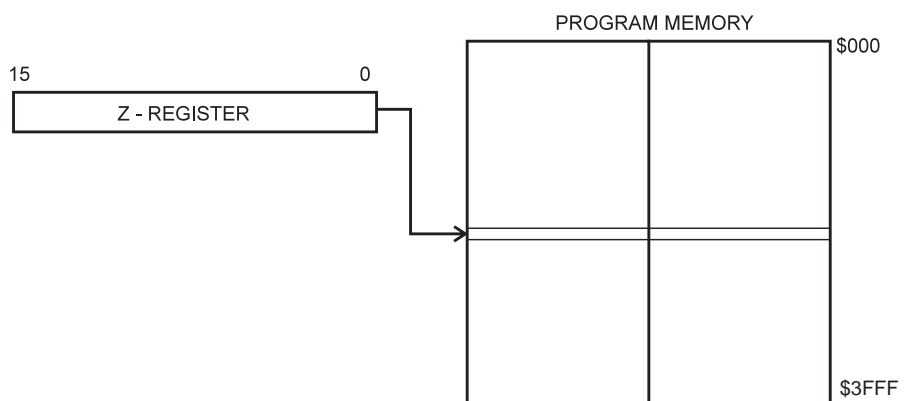 PROGRAM MEMORY
$000
15 0
Z - REGISTER
$3FFF